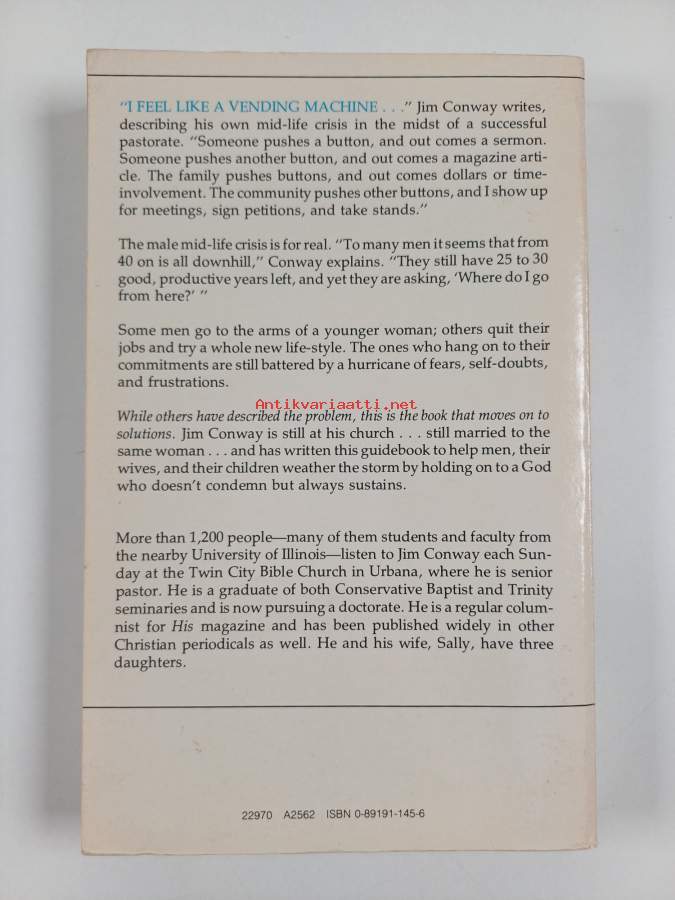 "I FEEL LIKE A VENDING MACHINE . . ." Jim Conway writes,
describing his own mid-life crisis in the midst of a successful
pastorate. "Someone pushes a button, and out comes a sermon.
Someone pushes another button, and out comes a magazine arti-
cle. The family pushes buttons, and out comes dollars or time-
involvement. The community pushes other buttons, and I show up
for meetings, sign petitions, and take stands."
The male mid-life crisis is for real. "To many men it seems that from
40 on is all downhill," Conway explains. "They still have 25 to 30
good, productive years left, and yet they are asking, 'Where do I go
from here?' "
Some men go to the arms of a younger woman; others quit their
jobs and try a whole new life-style. The ones who hang on to their
commitments are still battered by a hurricane of fears, self-doubts,
and frustrations.
Antikvariaatti.net
While others have described the problem, this is the book that moves on to
solutions. Jim Conway is still at his church . . . still married to the
same woman . . . and has written this guidebook to help men, their
wives, and their children weather the storm by holding on to a God
who doesn't condemn but always sustains.
More than 1,200 people—many of them students and faculty from
the nearby University of Illinois—listen to Jim Conway each Sun-
day at the Twin City Bible Church in Urbana, where he is senior
pastor. He is a graduate of both Conservative Baptist and Trinity
seminaries and is now pursuing a doctorate. He is a regular colum-
nist for His magazine and has been published widely in other
Christian periodicals as well. He and his wife, Sally, have three
daughters.
22970 A2562 ISBN 0-89191-145-6